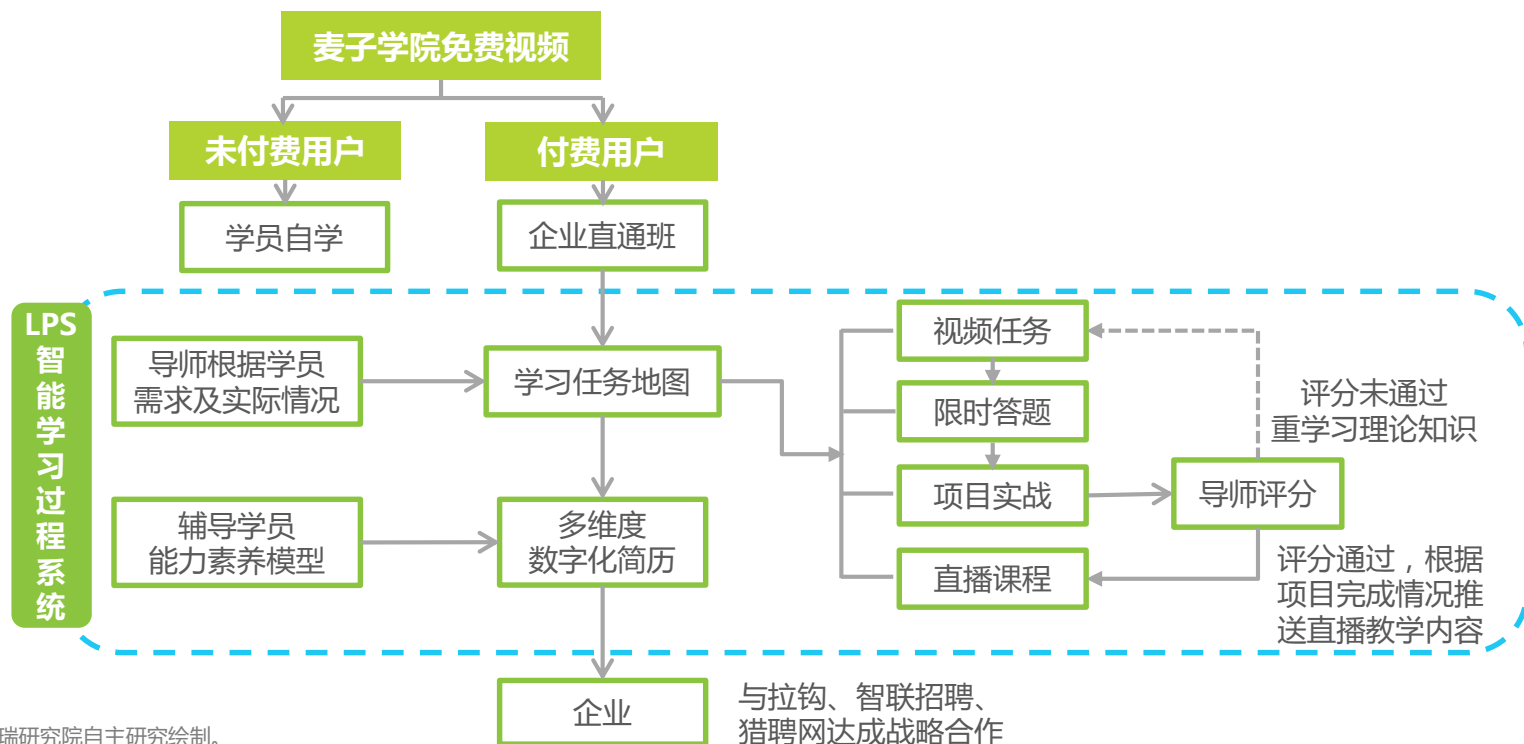 麦子学院免费视频
未付费用户
付费用户
学员自学
企业直通班
LPS
智
能
学
习
过
程
系
统
导师根据学员
需求及实际情况
学习任务地图
视频任务
限时答题
项目实战
直播课程
评分未通过
重学习理论知识
导师评分
评分通过，根据
项目完成情况推
送直播教学内容
辅导学员
能力素养模型
多维度
数字化简历
企业
与拉钩、智联招聘、
猎聘网达成战略合作
瑞研究院自主研究绘制。